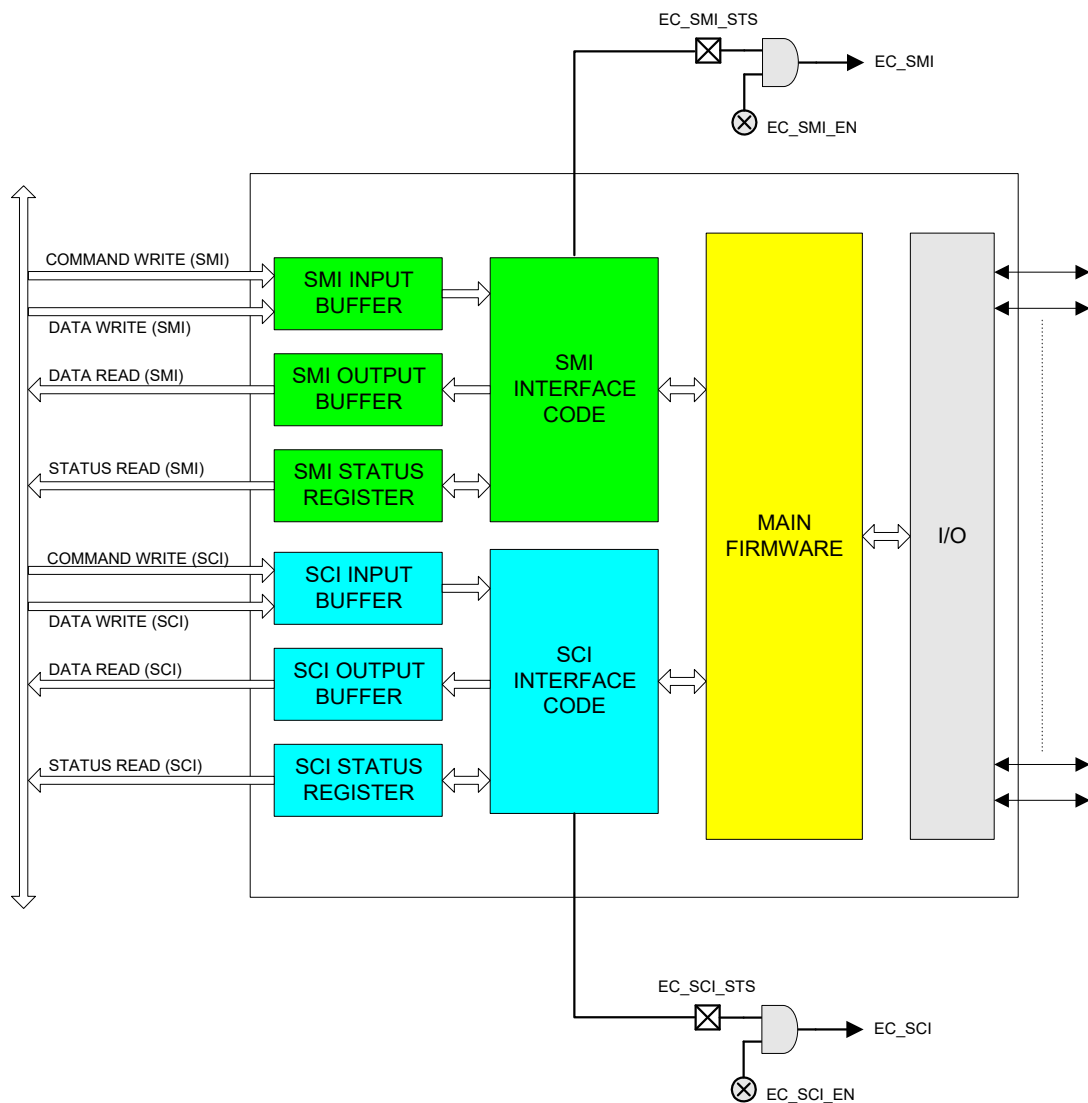 EC_SMI_STS
EC_SMI
EC_SMI_EN
COMMAND WRITE (SMI)
DATA WRITE (SMI)
SMI INPUT
BUFFER
DATA READ (SMI)
SMI OUTPUT
BUFFER
STATUS READ (SMI)
SMI STATUS
REGISTER
SMI
INTERFACE
CODE
COMMAND WRITE (SCI)
DATA WRITE (SCI)
SCI INPUT
BUFFER
DATA READ (SCI)
SCI OUTPUT
BUFFER
STATUS READ (SCI)
SCI STATUS
REGISTER
SCI
INTERFACE
CODE
MAIN
FIRMWARE
I/O
EC_SCI_STS
EC_SCI
EC_SCI_EN